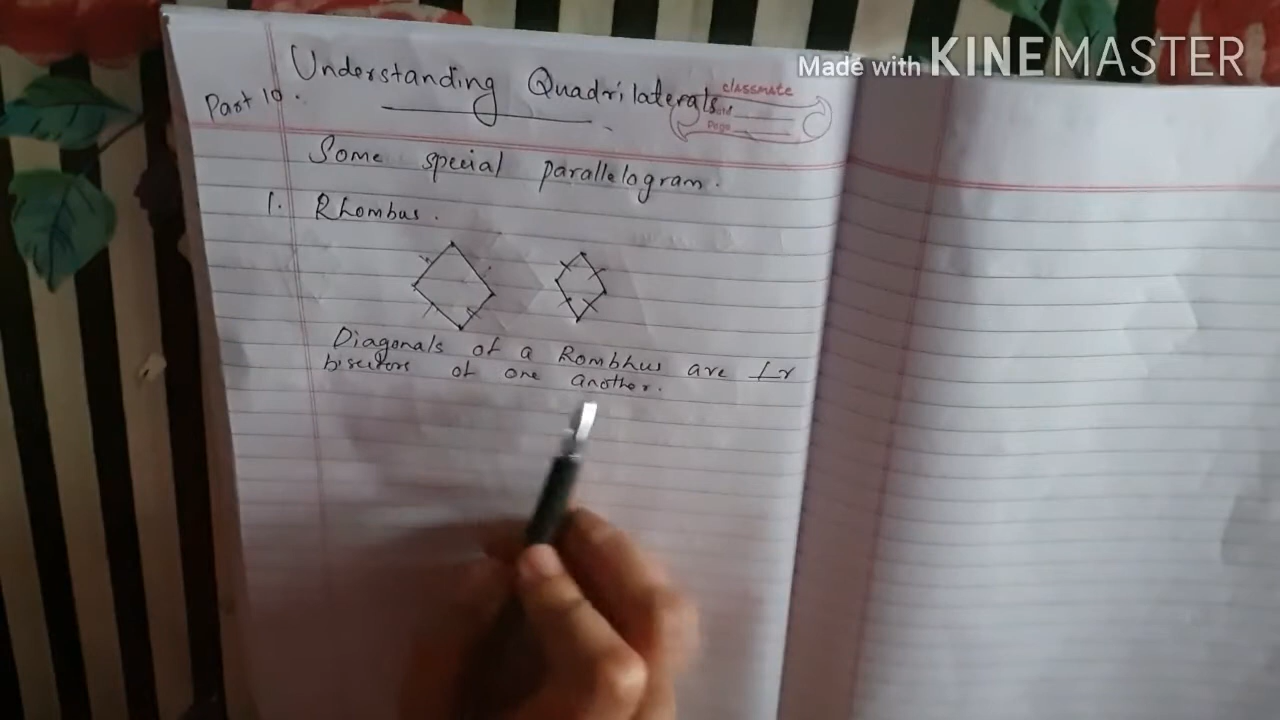 Made with KINEMASTER
Understanding Quadrilaterals.
classmate
Part 10.
Page
Some special parallelogram.
1. Rhombus.
Diagonals of a Rombhus are ⊥r
bisectors of one another.